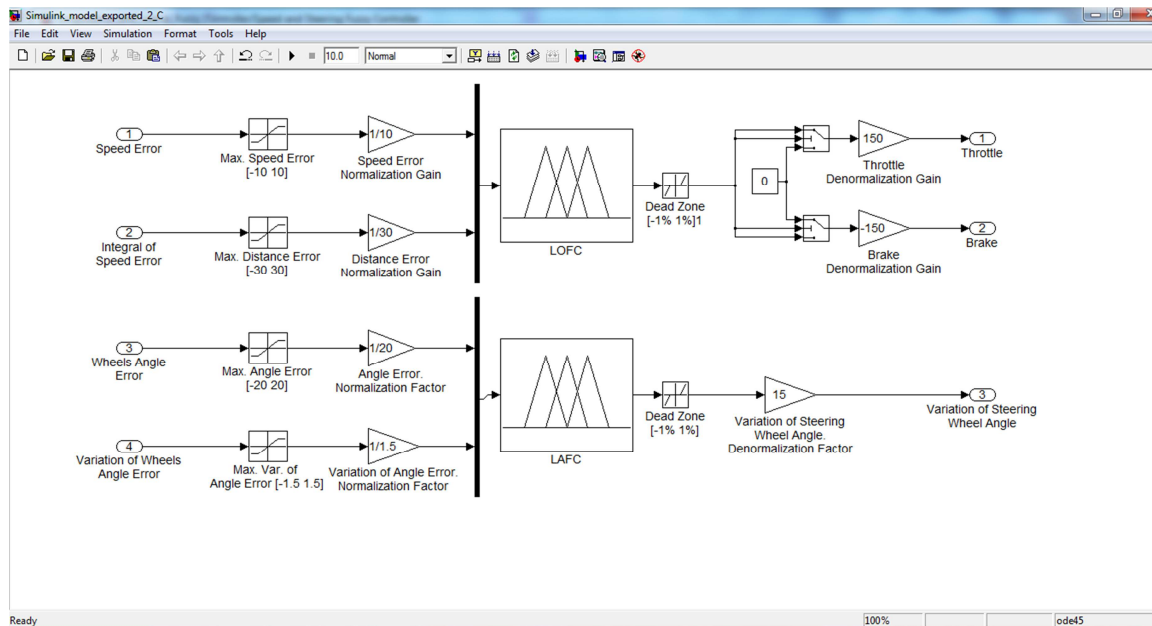 Simulink_model_exported_2_C
File Edit View Simulation Format Tools Help
10.0 Normal
1
Speed Error
Max. Speed Error
[-10 10]
1/10
Speed Error
Normalization Gain
2
Integral of
Speed Error
Max. Distance Error
[-30 30]
1/30
Distance Error
Normalization Gain
LOFC
Dead Zone
[-1% 1%]1
0
150
Throttle
Denormalization Gain
1
Throttle
-150
Brake
Denormalization Gain
2
Brake
3
Wheels Angle
Error
Max. Angle Error
[-20 20]
1/20
Angle Error.
Normalization Factor
4
Variation of Wheels
Angle Error
Max. Var. of
Angle Error [-1.5 1.5]
1/1.5
Variation of Angle Error.
Normalization Factor
LAFC
Dead Zone
[-1% 1%]
15
Variation of Steering
Wheel Angle.
Denormalization Factor
3
Variation of Steering
Wheel Angle
Ready 100% ode45